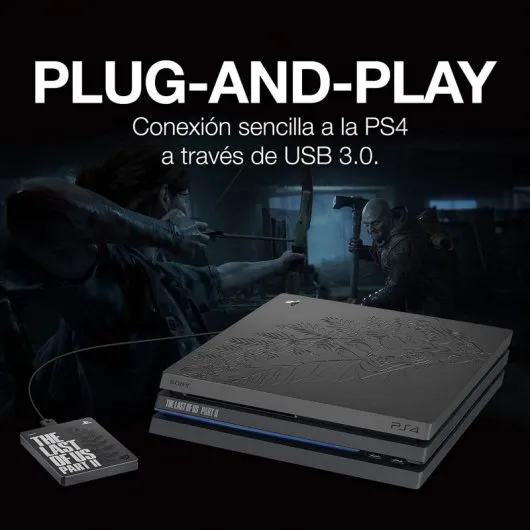 PLUG-AND-PLAY
Conexión sencilla a la PS4
a través de USB 3.0.
SONY
THE LAST OF US PART II
PS4
THE
LAST
OF US
PART II